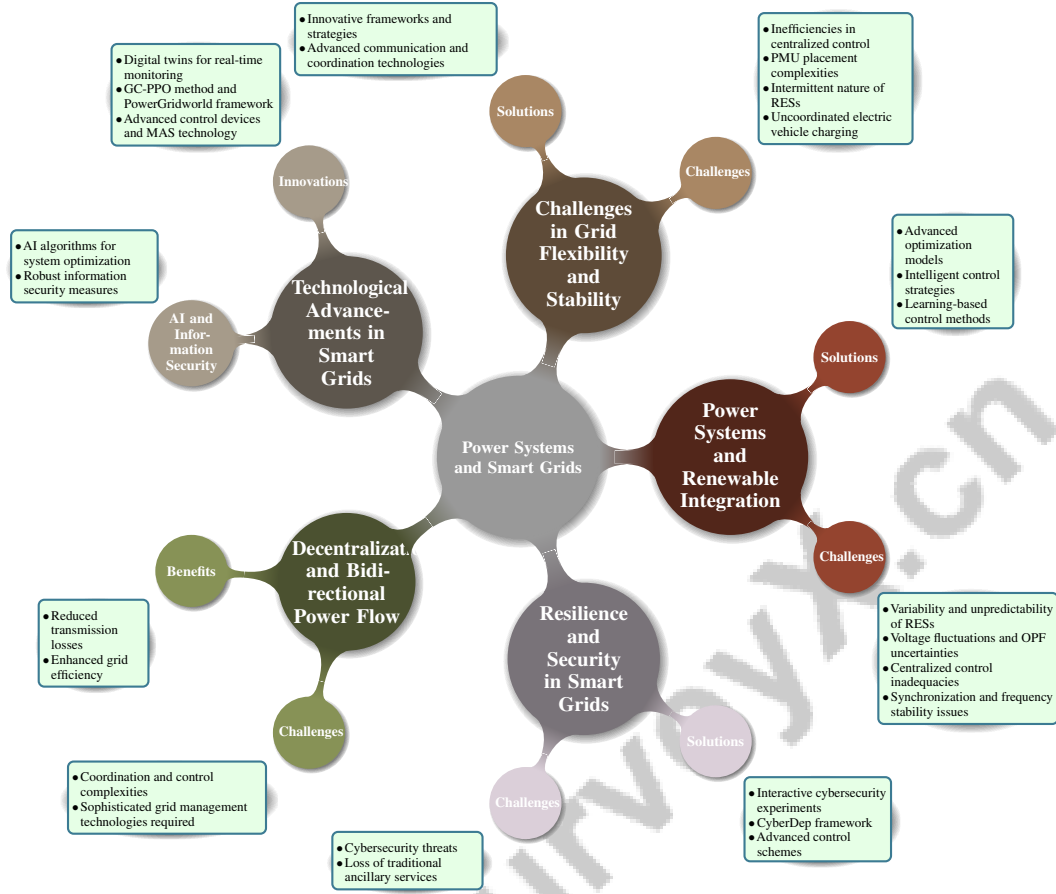 • Innovative frameworks and
strategies
• Advanced communication and
coordination technologies
• Inefficiencies in
centralized control
• PMU placement
complexities
• Intermittent nature of
RESs
• Uncoordinated electric
vehicle charging
• Digital twins for real-time
monitoring
• GC-PPO method and
PowerGridworld framework
• Advanced control devices
and MAS technology
Solutions
Challenges
Innovations
Challenges
in Grid
Flexibility
and
Stability
• AI algorithms for
system optimization
• Robust information
security measures
• Advanced
optimization
models
• Intelligent control
strategies
• Learning-based
control methods
Technological
Advance-
ments in
Smart
Grids
AI and
Infor-
mation
Security
Solutions
Power Systems
and Smart Grids
Power
Systems
and
Renewable
Integration
Decentralizat
and Bidi-
rectional
Power Flow
Benefits
Challenges
• Reduced
transmission
losses
• Enhanced grid
efficiency
Resilience
and
Security
in Smart
Grids
• Variability and unpredictability
of RESs
• Voltage fluctuations and OPF
uncertainties
• Centralized control
inadequacies
• Synchronization and frequency
stability issues
Challenges
Solutions
• Coordination and control
complexities
• Sophisticated grid management
technologies required
Challenges
• Interactive cybersecurity
experiments
• CyberDep framework
• Advanced control
schemes
• Cybersecurity threats
• Loss of traditional
ancillary services
urveyx.cn